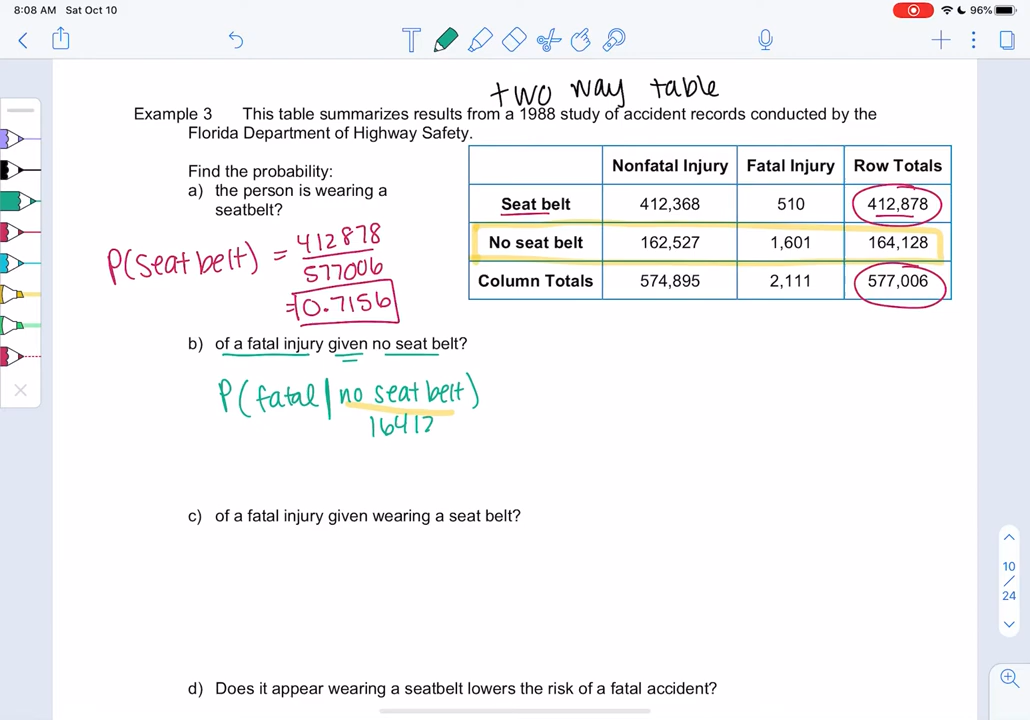 8:08 AM Sat Oct 10
96%
two way table
Example 3 This table summarizes results from a 1988 study of accident records conducted by the
Florida Department of Highway Safety.
Find the probability:
a) the person is wearing a
seatbelt?
P(seat belt) = 412878
577006
= 0.7156
Nonfatal Injury Fatal Injury Row Totals
Seat belt 412,368 510 412,878
No seat belt 162,527 1,601 164,128
Column Totals 574,895 2,111 577,006
b) of a fatal injury given no seat belt?
P(fatal | no seat belt)
16412
c) of a fatal injury given wearing a seat belt?
10
/
24
d) Does it appear wearing a seatbelt lowers the risk of a fatal accident?